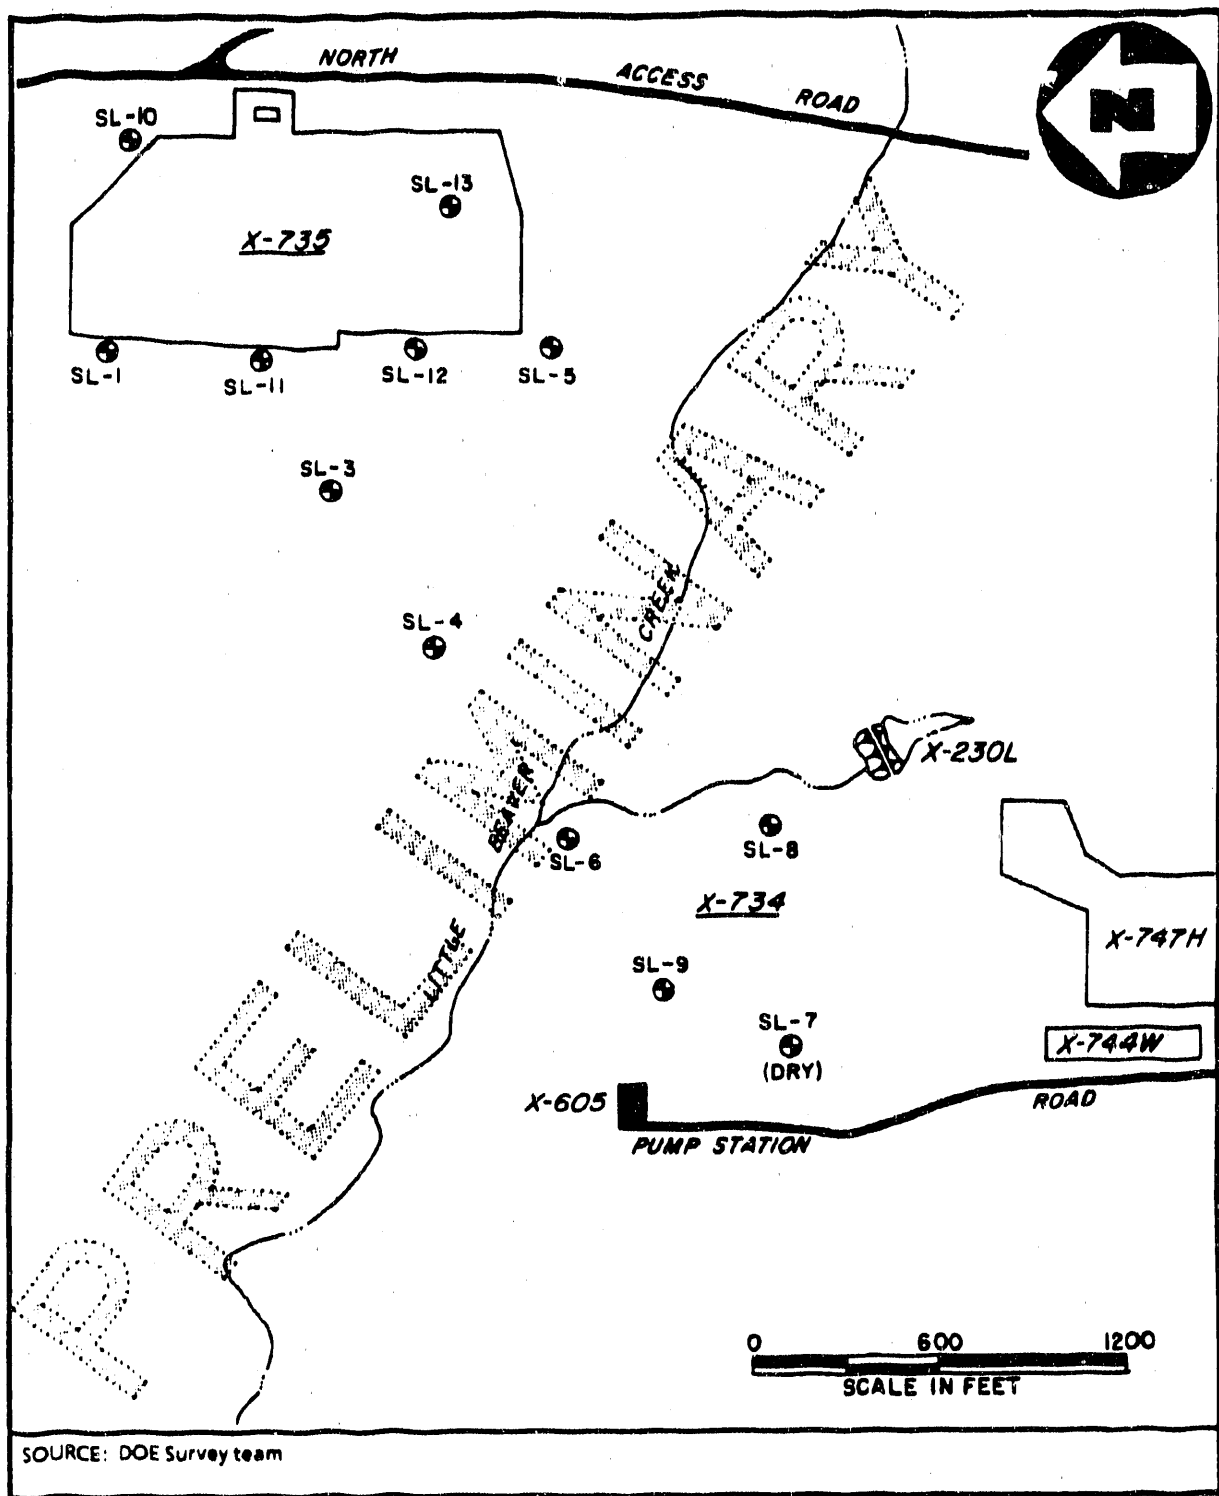 NORTH ACCESS ROAD
N
SL-10
SL-13
X-735
SL-1
SL-11
SL-12
SL-5
SL-3
SL-4
CREEK
BEAVER
LITTLE
X-230L
SL-6
SL-8
X-734
X-747H
SL-9
SL-7
(DRY)
X-744W
X-605
ROAD
PUMP STATION
PRELIMINARY
0 600 1200
SCALE IN FEET
SOURCE: DOE Survey team